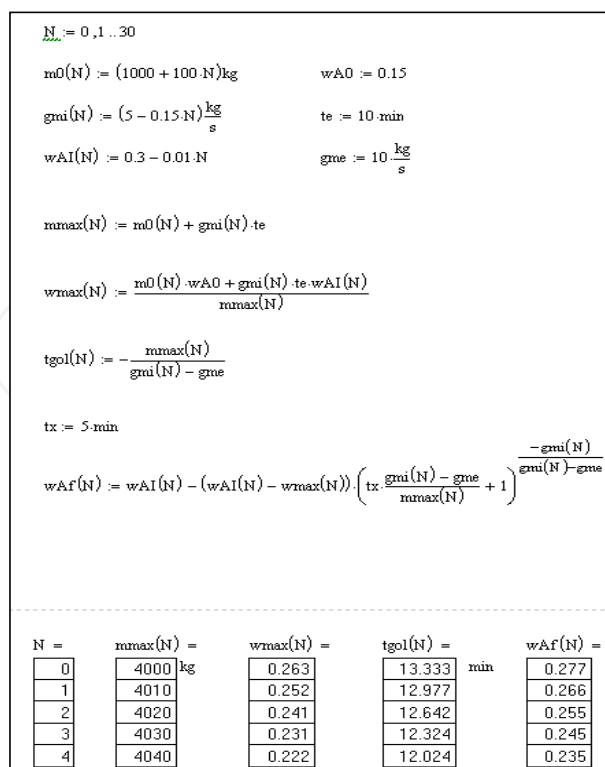 N := 0 ,1 .. 30
m0(N) := (1000 + 100·N)kg wA0 := 0.15
gmi(N) := (5 − 0.15·N) kg/s te := 10·min
wAI(N) := 0.3 − 0.01·N gme := 10· kg/s
mmax(N) := m0(N) + gmi(N)·te
wmax(N) := (m0(N)·wA0 + gmi(N)·te·wAI(N)) / mmax(N)
tgol(N) := − mmax(N) / (gmi(N) − gme)
tx := 5·min
wAf(N) := wAI(N) − (wAI(N) − wmax(N))·(tx· (gmi(N) − gme) / mmax(N) + 1)^(−gmi(N) / (gmi(N)−gme))
N = mmax(N) = wmax(N) = tgol(N) = wAf(N) =
0 4000 kg 0.263 13.333 min 0.277
1 4010 0.252 12.977 0.266
2 4020 0.241 12.642 0.255
3 4030 0.231 12.324 0.245
4 4040 0.222 12.024 0.235